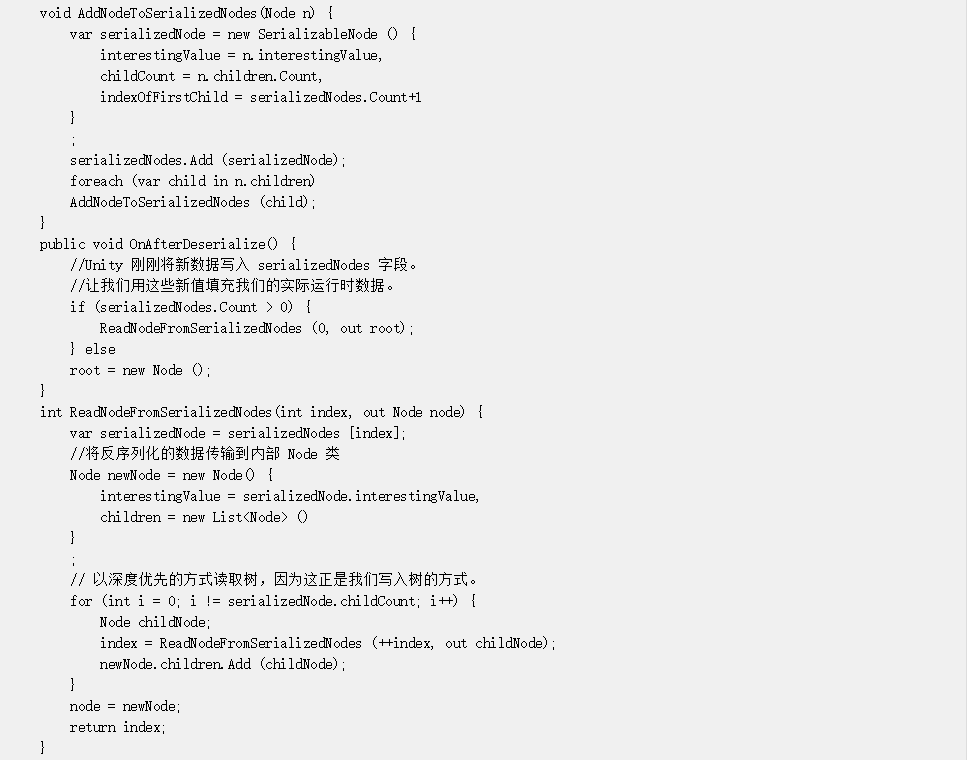 void AddNodeToSerializedNodes(Node n) {
var serializedNode = new SerializableNode () {
interestingValue = n.interestingValue,
childCount = n.children.Count,
indexOfFirstChild = serializedNodes.Count+1
}
;
serializedNodes.Add (serializedNode);
foreach (var child in n.children)
AddNodeToSerializedNodes (child);
}
public void OnAfterDeserialize() {
//Unity 刚刚将新数据写入 serializedNodes 字段。
//让我们用这些新值填充我们的实际运行时数据。
if (serializedNodes.Count > 0) {
ReadNodeFromSerializedNodes (0, out root);
} else
root = new Node ();
}
int ReadNodeFromSerializedNodes(int index, out Node node) {
var serializedNode = serializedNodes [index];
//将反序列化的数据传输到内部 Node 类
Node newNode = new Node() {
interestingValue = serializedNode.interestingValue,
children = new List<Node> ()
}
;
// 以深度优先的方式读取树，因为这正是我们写入树的方式。
for (int i = 0; i != serializedNode.childCount; i++) {
Node childNode;
index = ReadNodeFromSerializedNodes (++index, out childNode);
newNode.children.Add (childNode);
}
node = newNode;
return index;
}